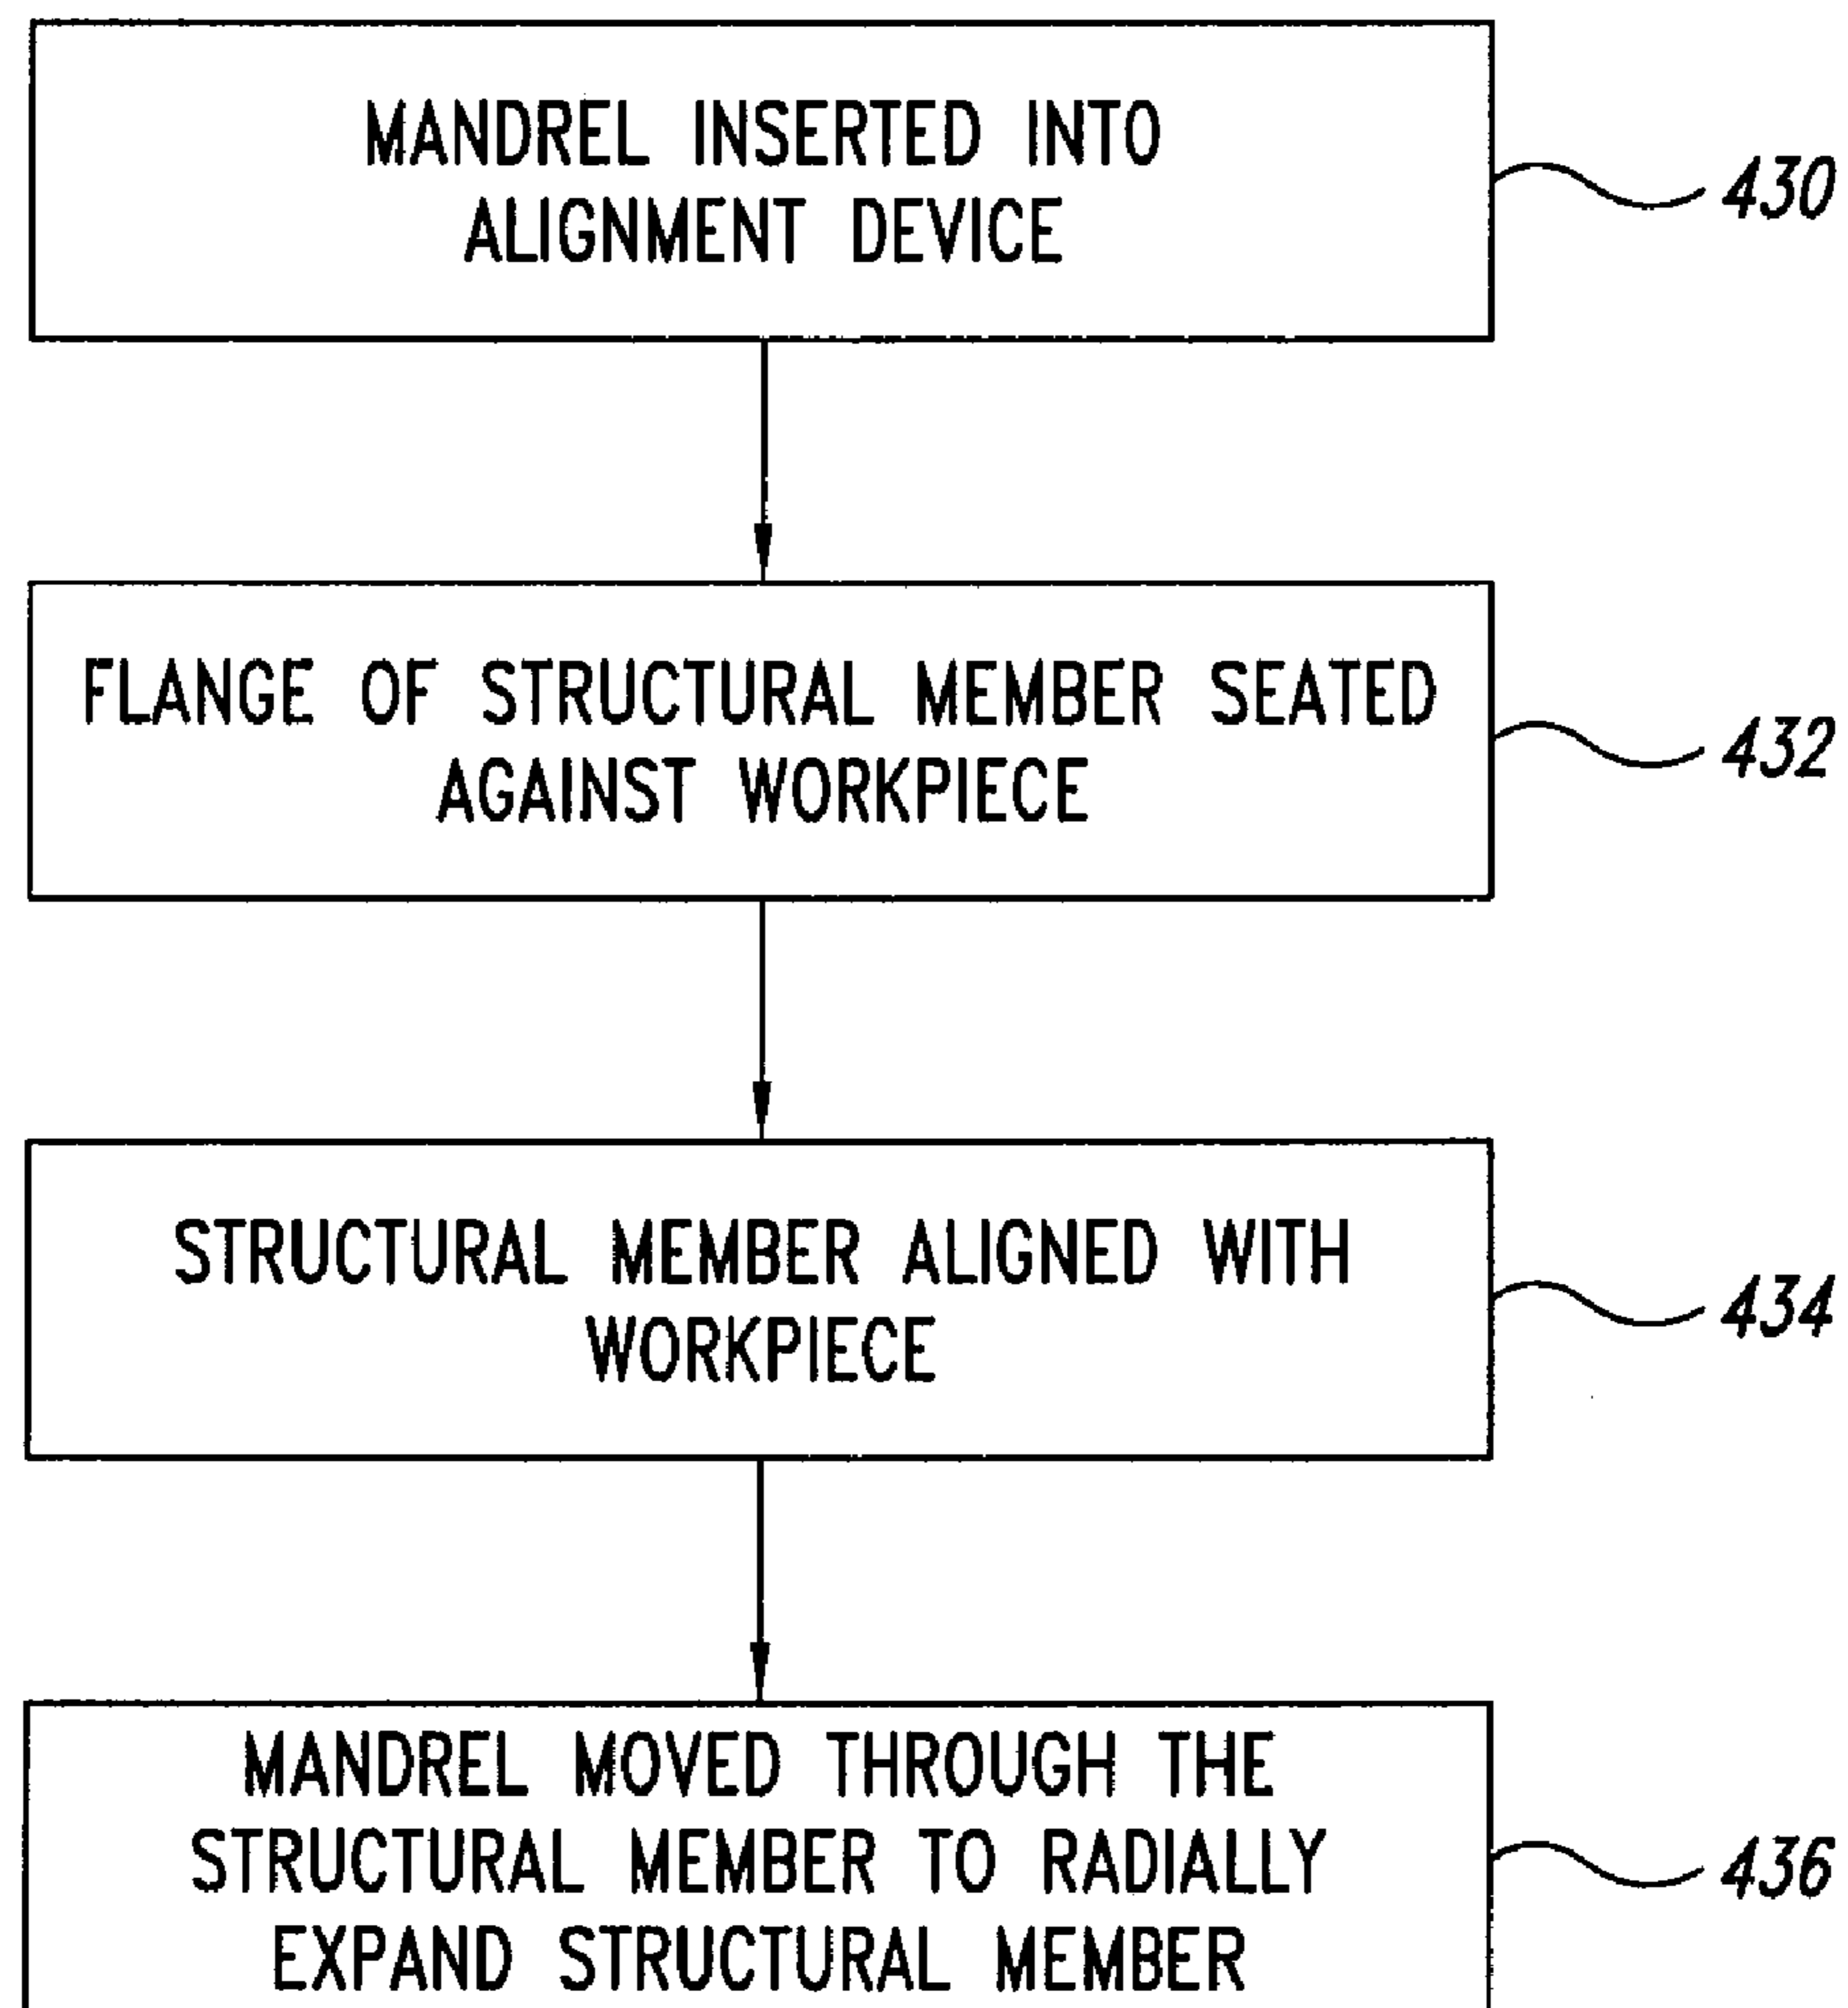 MANDREL INSERTED INTO
ALIGNMENT DEVICE
430
FLANGE OF STRUCTURAL MEMBER SEATED
AGAINST WORKPIECE
432
STRUCTURAL MEMBER ALIGNED WITH
WORKPIECE
434
MANDREL MOVED THROUGH THE
STRUCTURAL MEMBER TO RADIALLY
EXPAND STRUCTURAL MEMBER
436